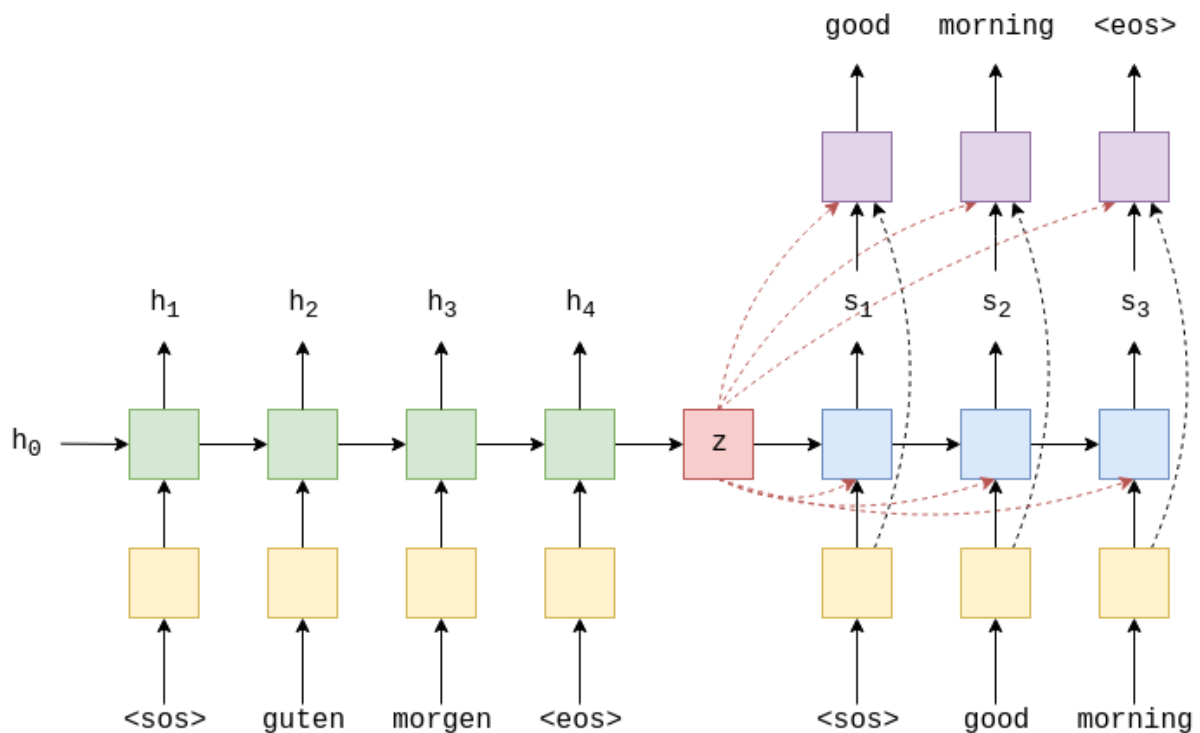 good morning <eos>
h₁ h₂ h₃ h₄ s₁ s₂ s₃
h₀ z
<sos> guten morgen <eos> <sos> good morning